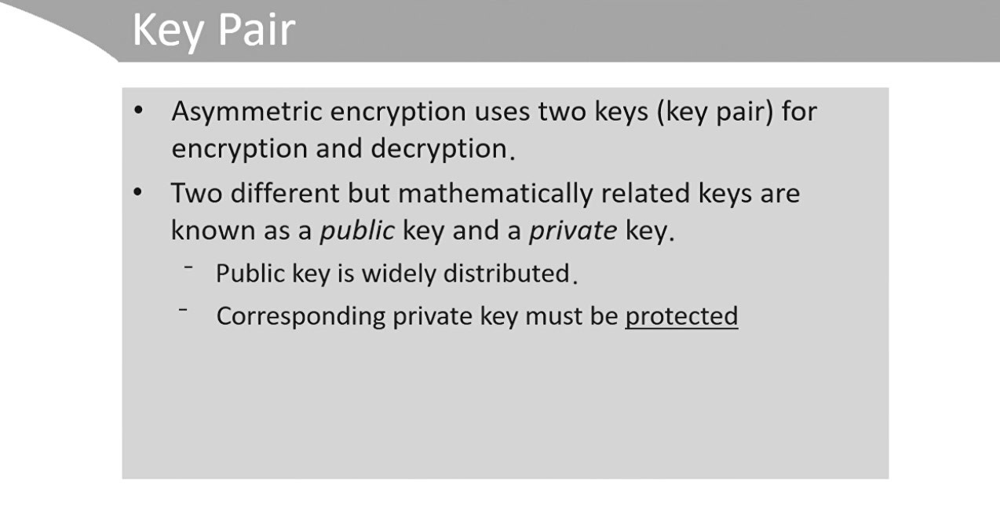 Key Pair
• Asymmetric encryption uses two keys (key pair) for
encryption and decryption.
• Two different but mathematically related keys are
known as a public key and a private key.
- Public key is widely distributed.
- Corresponding private key must be protected